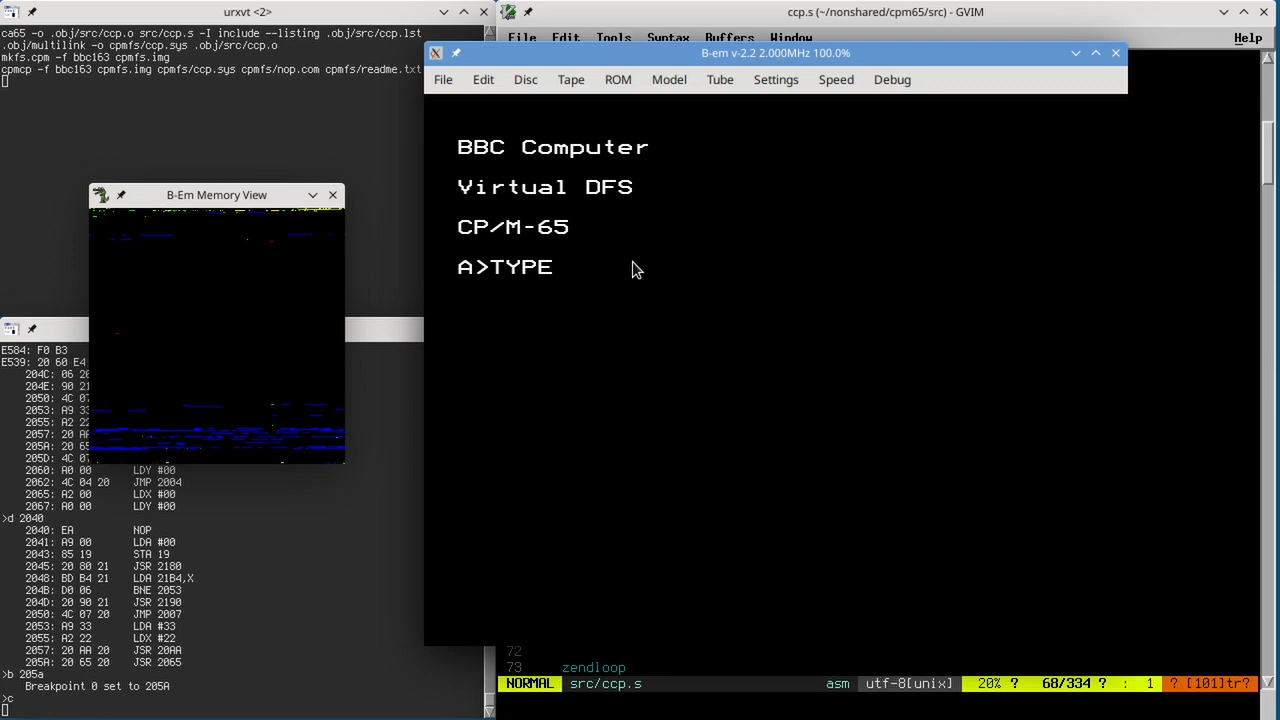 urxvt <2>
ca65 -o .obj/src/ccp.o src/ccp.s -I include --listing .obj/src/ccp.lst
.obj/multilink -o cpmfs/ccp.sys .obj/src/ccp.o
mkfs.cpm -f bbc163 cpmfs.img
cpmcp -f bbc163 cpmfs.img cpmfs/ccp.sys cpmfs/nop.com cpmfs/readme.txt
ccp.s (~/nonshared/cpm65/src) - GVIM
File Edit Tools Syntax Buffers Window Help
B-em v-2.2 2.000MHz 100.0%
File Edit Disc Tape ROM Model Tube Settings Speed Debug
BBC Computer
Virtual DFS
CP/M-65
A>TYPE
B-Em Memory View
E584: F0 B3
E539: 20 60 E4
204C: 06 20
204E: 90 21
2050: 4C 07
2053: A9 33
2055: A2 22
2057: 20 AA
205A: 20 65
205D: 4C 07
2060: A0 00 LDY #00
2062: 4C 04 20 JMP 2004
2065: A2 00 LDX #00
2067: A0 00 LDY #00
>d 2040
2040: EA NOP
2041: A9 00 LDA #00
2043: 85 19 STA 19
2045: 20 80 21 JSR 2180
2048: BD B4 21 LDA 21B4,X
204B: D0 06 BNE 2053
204D: 20 90 21 JSR 2190
2050: 4C 07 20 JMP 2007
2053: A9 33 LDA #33
2055: A2 22 LDX #22
2057: 20 AA 20 JSR 20AA
205A: 20 65 20 JSR 2065
>b 205a
Breakpoint 0 set to 205A
>c
72
73 zendloop
NORMAL src/ccp.s asm utf-8[unix] 20% ? 68/334 ? : 1 ? [101]tr?